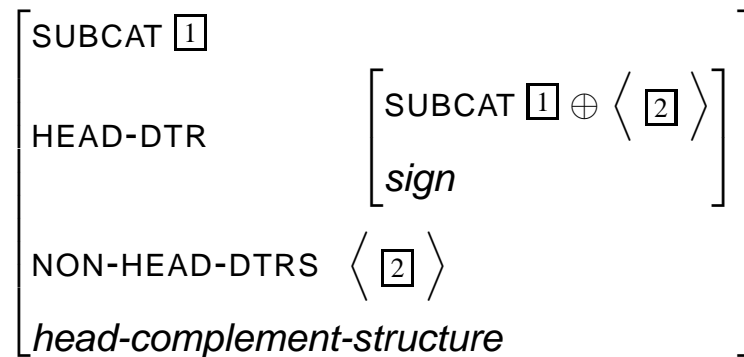 SUBCAT 1
SUBCAT 1 ⊕ ⟨ 2 ⟩
HEAD-DTR
sign
NON-HEAD-DTRS ⟨ 2 ⟩
head-complement-structure